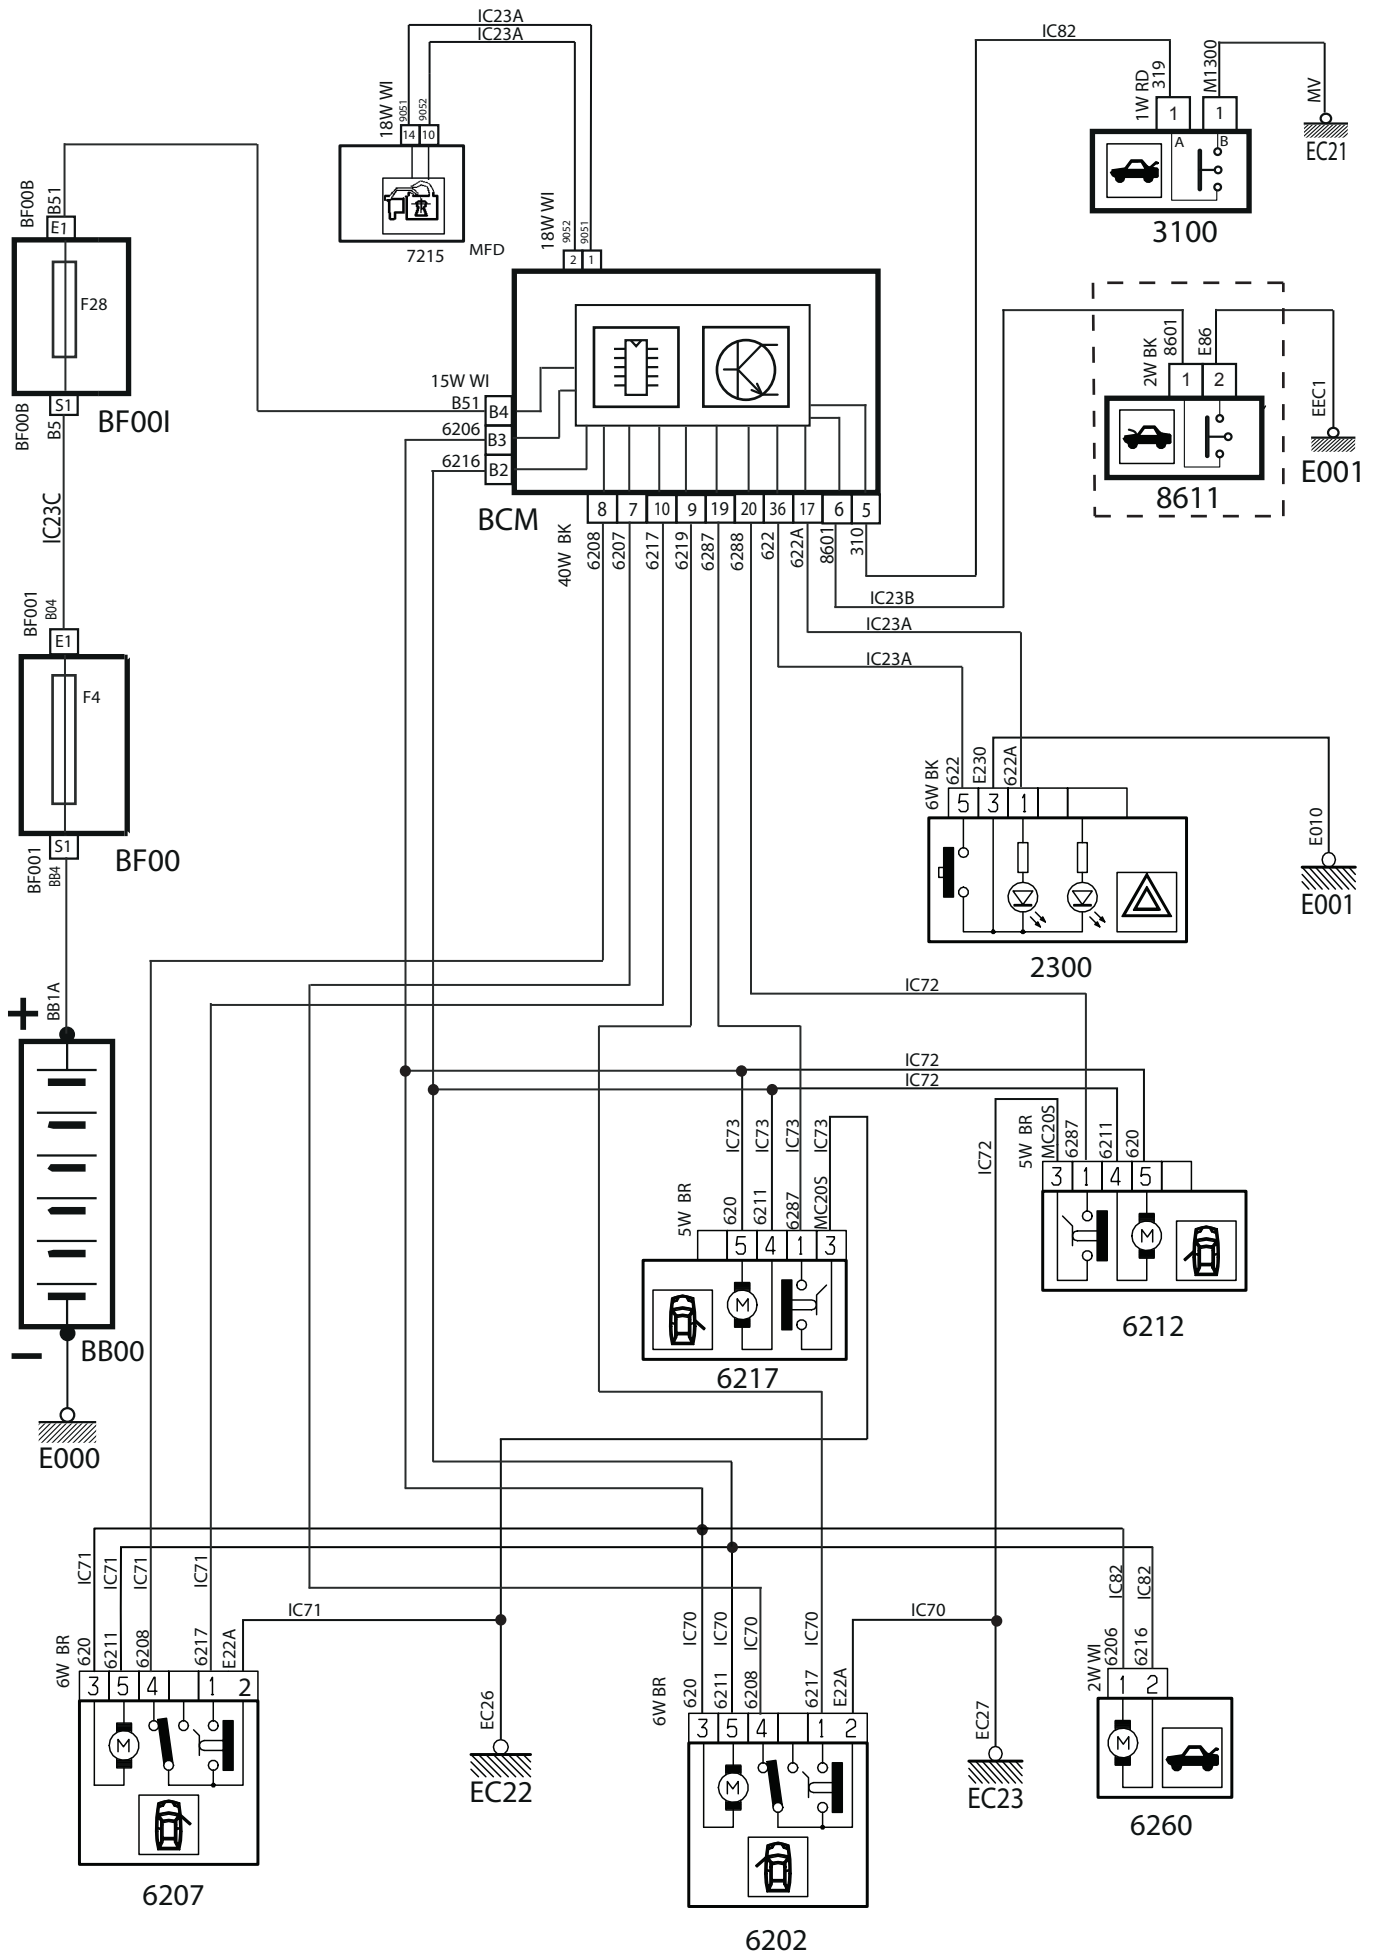 IC23A
IC23A
18W WI
9051
9052
14
10
7215
MFD
IC82
1W RD
319
M1300
MV
1
1
A
B
EC21
3100
BF00B
B51
E1
F28
S1
BF00B
B5
BF00I
IC23C
18W WI
9052
9051
2
1
15W WI
B51
B4
6206
B3
6216
B2
BCM
8
7
10
9
19
20
36
17
6
5
40W BK
6208
6207
6217
6219
6287
6288
622
622A
8601
310
2W BK
8601
E86
1
2
EEC1
E001
8611
IC23B
IC23A
IC23A
BF001
B04
E1
F4
S1
BF001
BB4
BF00
6W BK
622
E230
622A
5
3
1
E010
E001
2300
BB1A
+
–
BB00
E000
IC72
IC72
IC72
IC73
IC73
IC73
IC73
5W BR
620
6211
6287
MC20S
5
4
1
3
M
6217
IC72
5W BR
MC20S
6287
6211
620
3
1
4
5
M
6212
IC71
IC71
IC71
IC71
IC71
6W BR
620
6211
6208
6217
E22A
3
5
4
1
2
M
6207
EC26
EC22
IC70
IC70
IC70
IC70
IC70
6W BR
620
6211
6208
6217
E22A
3
5
4
1
2
M
6202
EC27
EC23
IC82
IC82
2W WI
6206
6216
1
2
M
6260